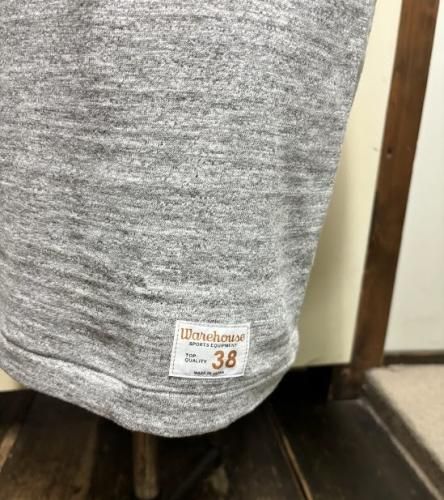 Warehouse
SPORTS EQUIPMENT
TOP
QUALITY 38
MADE IN JAPAN